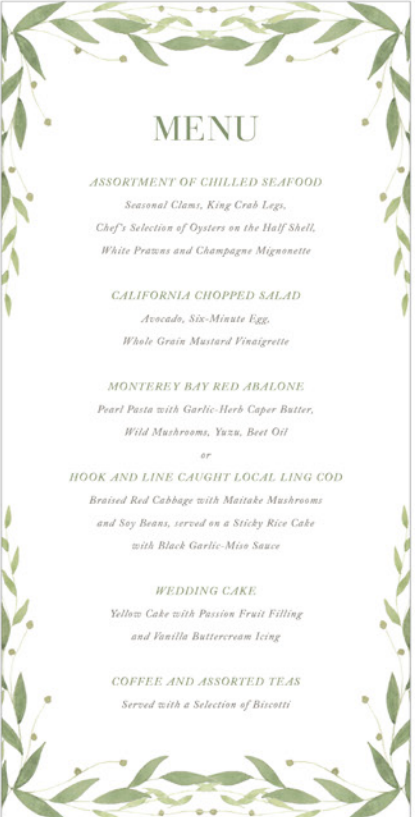 MENU
ASSORTMENT OF CHILLED SEAFOOD
Seasonal Clams, King Crab Legs,
Chef's Selection of Oysters on the Half Shell,
White Prawns and Champagne Mignonette
CALIFORNIA CHOPPED SALAD
Avocado, Six-Minute Egg,
Whole Grain Mustard Vinaigrette
MONTEREY BAY RED ABALONE
Pearl Pasta with Garlic-Herb Caper Butter,
Wild Mushrooms, Yuzu, Beet Oil
or
HOOK AND LINE CAUGHT LOCAL LING COD
Braised Red Cabbage with Maitake Mushrooms
and Soy Beans, served on a Sticky Rice Cake
with Black Garlic-Miso Sauce
WEDDING CAKE
Yellow Cake with Passion Fruit Filling
and Vanilla Buttercream Icing
COFFEE AND ASSORTED TEAS
Served with a Selection of Biscotti